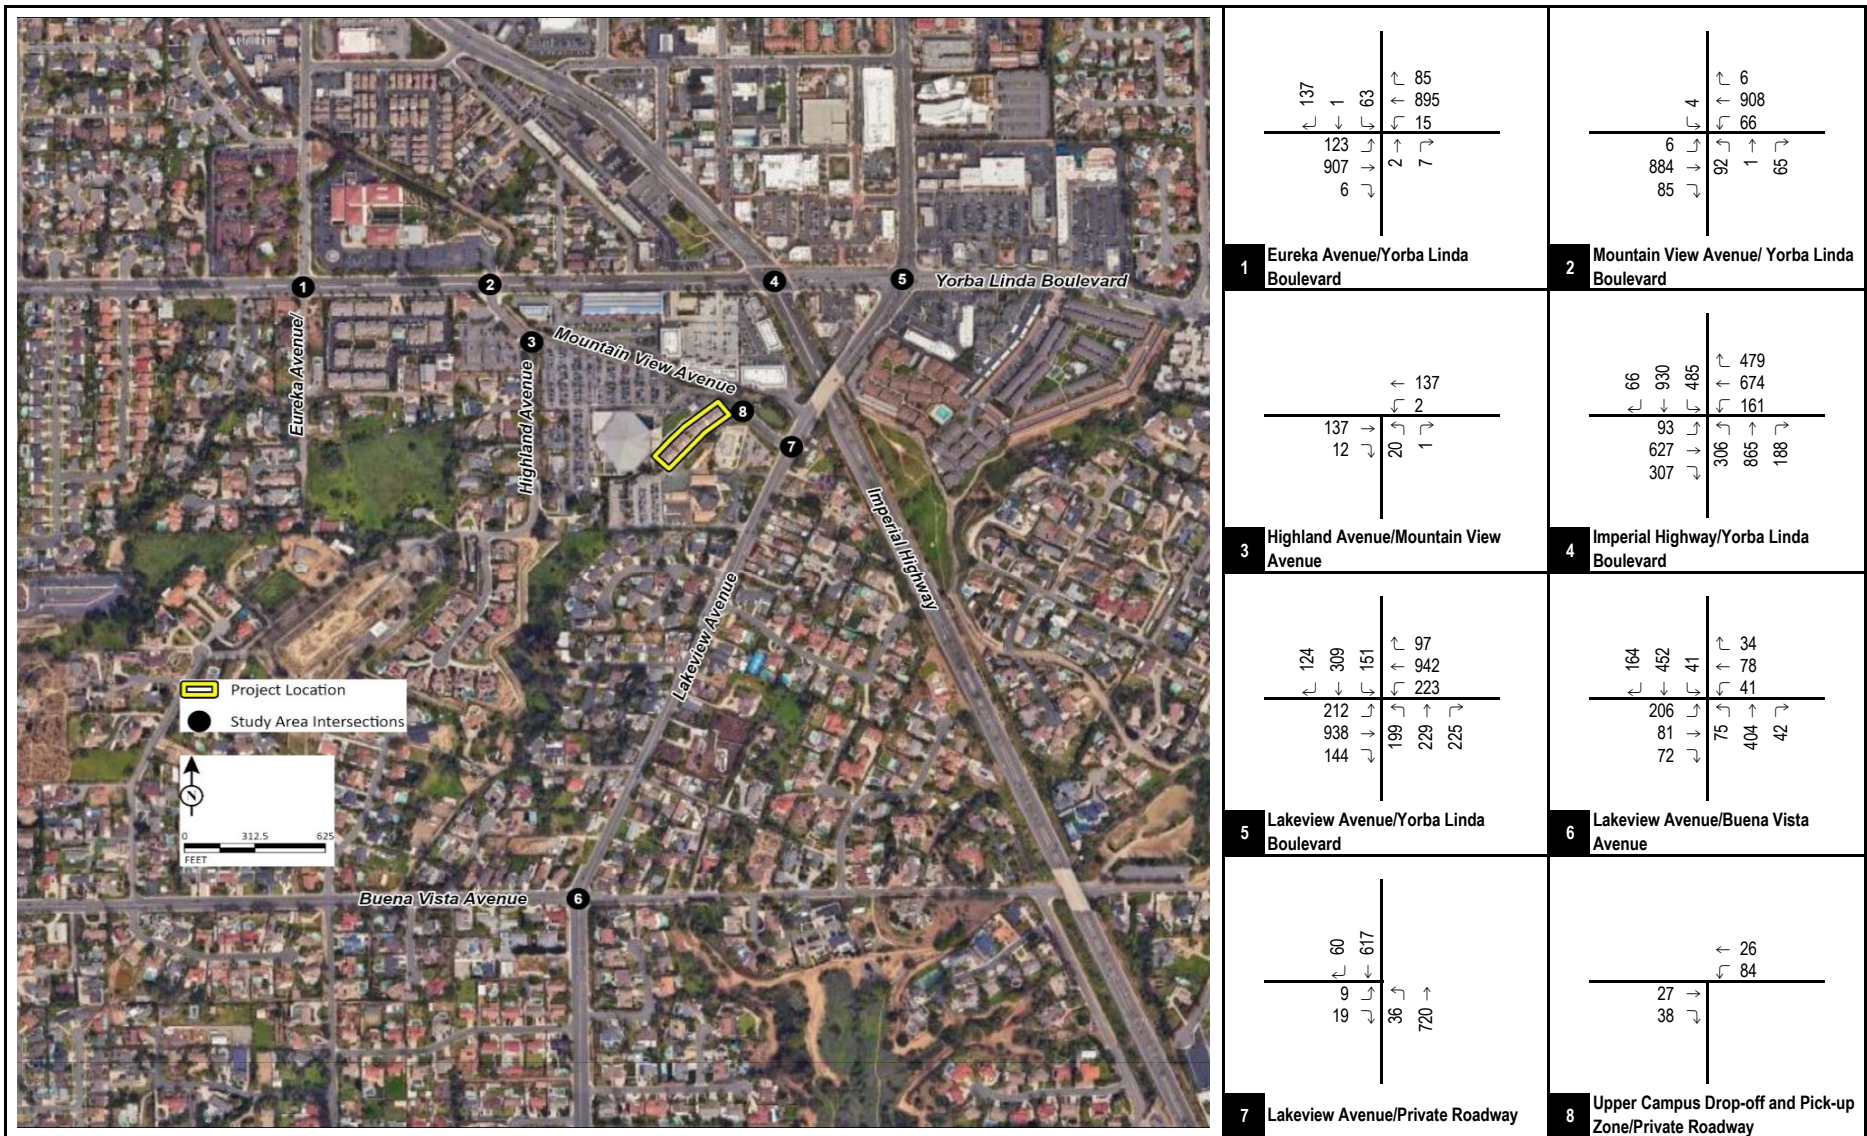 1
2
3
4
5
6
7
8
Yorba Linda Boulevard
Eureka Avenue/
Mountain View Avenue
Highland Avenue
Imperial Highway
Lakeview Avenue
Buena Vista Avenue
Project Location
Study Area Intersections
N
0 312.5 625
FEET
137 1 63
85
895
15
123
907
6
2 7
1 Eureka Avenue/Yorba Linda
Boulevard
4
6
908
66
6
884
85
92 1 65
2 Mountain View Avenue/ Yorba Linda
Boulevard
137
2
137
12
20 1
3 Highland Avenue/Mountain View
Avenue
66 930 485
479
674
161
93
627
307
306 865 188
4 Imperial Highway/Yorba Linda
Boulevard
124 309 151
97
942
223
212
938
144
199 229 225
5 Lakeview Avenue/Yorba Linda
Boulevard
164 452 41
34
78
41
206
81
72
75 404 42
6 Lakeview Avenue/Buena Vista
Avenue
60 617
9
19
36 720
7 Lakeview Avenue/Private Roadway
26
84
27
38
8 Upper Campus Drop-off and Pick-up
Zone/Private Roadway